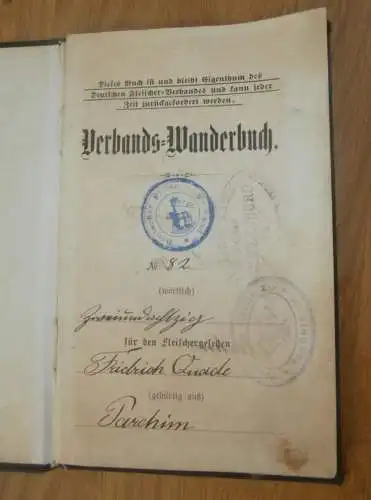 Dieses Buch ist und bleibt Eigenthum des
Deutschen Fleischer-Verbandes und kann jeder
Zeit zurückgefordert werden.
Verbands-Wanderbuch.
№ 82
(wörtlich)
Zweiundachtzig
für den Fleischergesellen
Friedrich Quade
(gebürtig aus)
Parchim